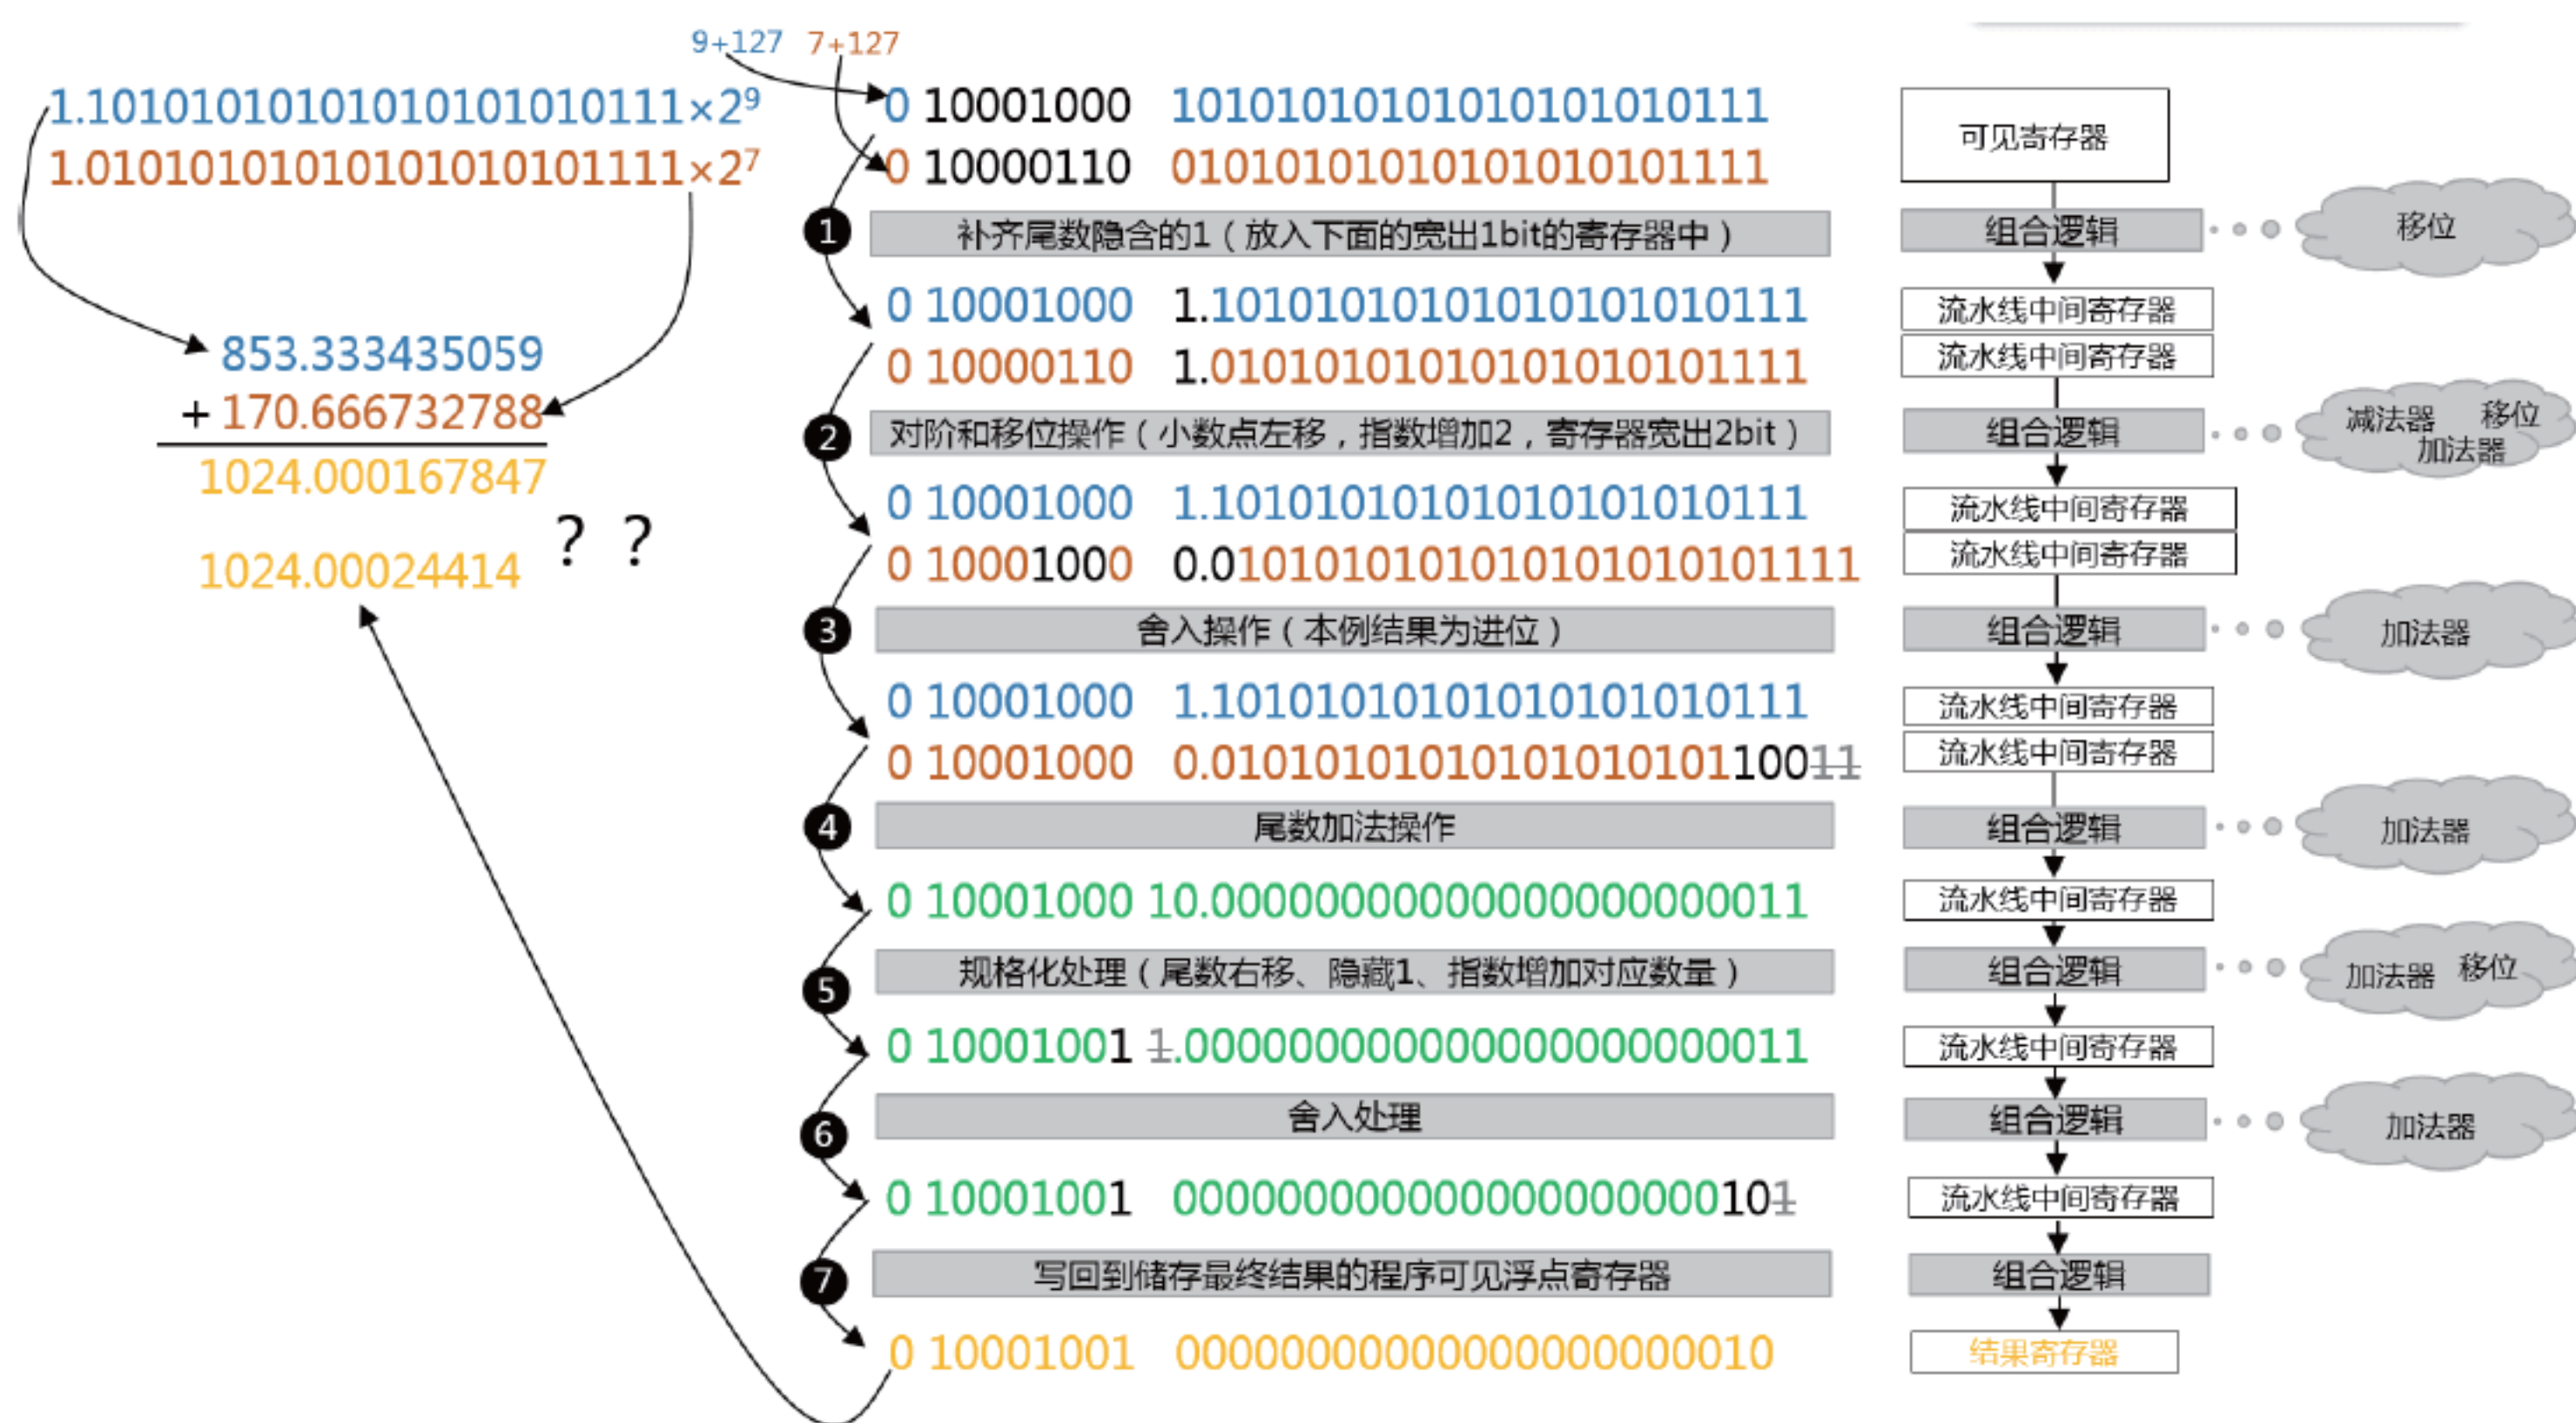 9+127 7+127
1.10101010101010101010111×2⁹
1.01010101010101010101111×2⁷
853.333435059
+ 170.666732788
1024.000167847
? ?
1024.00024414
0 10001000 10101010101010101010111
0 10000110 01010101010101010101111
1 补齐尾数隐含的1（放入下面的宽出1bit的寄存器中）
0 10001000 1.10101010101010101010111
0 10000110 1.01010101010101010101111
2 对阶和移位操作（小数点左移，指数增加2，寄存器宽出2bit）
0 10001000 1.10101010101010101010111
0 10001000 0.0101010101010101010101111
3 舍入操作（本例结果为进位）
0 10001000 1.10101010101010101010111
0 10001000 0.0101010101010101010110011
4 尾数加法操作
0 10001000 10.00000000000000000000011
5 规格化处理（尾数右移、隐藏1、指数增加对应数量）
0 10001001 1.000000000000000000000011
6 舍入处理
0 10001001 000000000000000000000101
7 写回到储存最终结果的程序可见浮点寄存器
0 10001001 00000000000000000000010
可见寄存器
组合逻辑 移位
流水线中间寄存器
流水线中间寄存器
组合逻辑 减法器 移位
加法器
流水线中间寄存器
流水线中间寄存器
组合逻辑 加法器
流水线中间寄存器
流水线中间寄存器
组合逻辑 加法器
流水线中间寄存器
组合逻辑 加法器 移位
流水线中间寄存器
组合逻辑 加法器
流水线中间寄存器
组合逻辑
结果寄存器